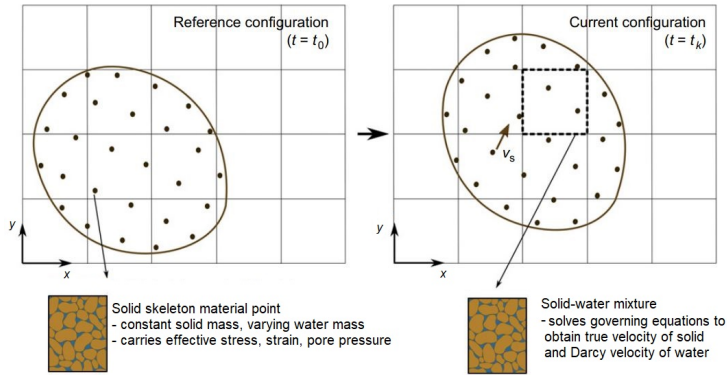 Reference configuration
(t = t0)
y
x
Solid skeleton material point
- constant solid mass, varying water mass
- carries effective stress, strain, pore pressure
Current configuration
(t = tk)
vs
y
x
Solid-water mixture
- solves governing equations to
obtain true velocity of solid
and Darcy velocity of water